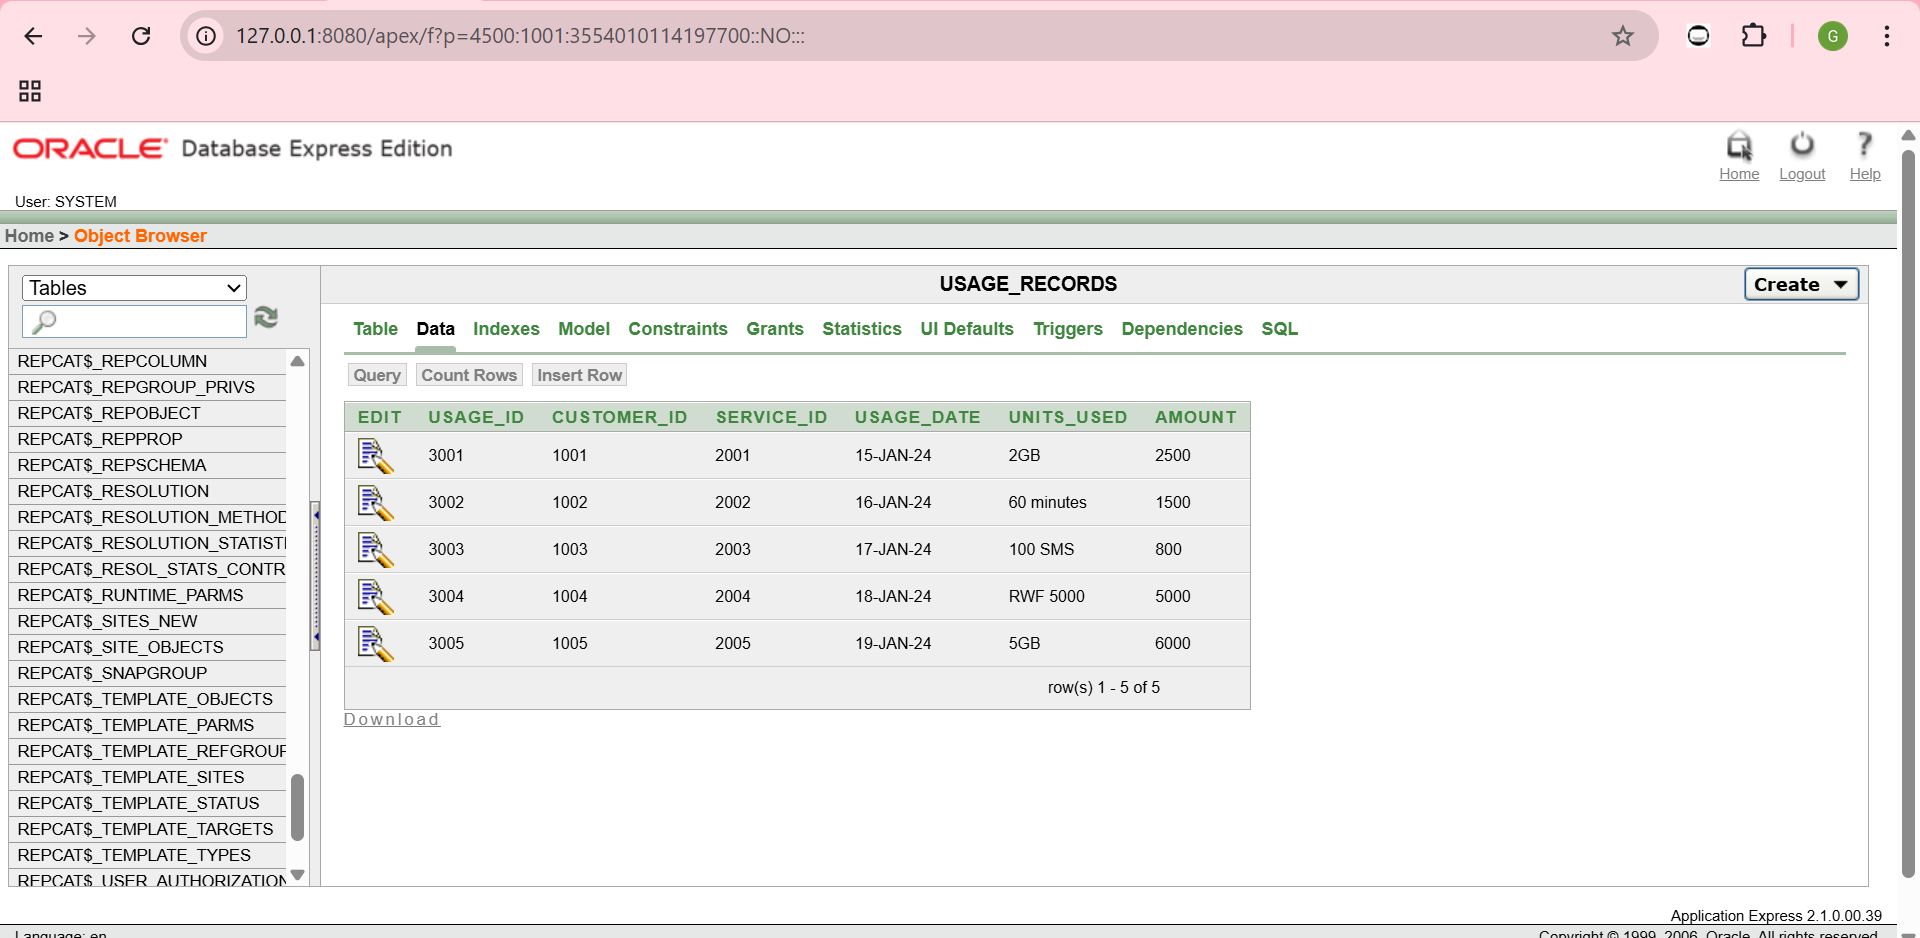 127.0.0.1:8080/apex/f?p=4500:1001:3554010114197700::NO:::
G
ORACLE Database Express Edition
Home Logout Help
User: SYSTEM
Home > Object Browser
Tables
REPCAT$_REPCOLUMN
REPCAT$_REPGROUP_PRIVS
REPCAT$_REPOBJECT
REPCAT$_REPPROP
REPCAT$_REPSCHEMA
REPCAT$_RESOLUTION
REPCAT$_RESOLUTION_METHOD
REPCAT$_RESOLUTION_STATISTI
REPCAT$_RESOL_STATS_CONTR
REPCAT$_RUNTIME_PARMS
REPCAT$_SITES_NEW
REPCAT$_SITE_OBJECTS
REPCAT$_SNAPGROUP
REPCAT$_TEMPLATE_OBJECTS
REPCAT$_TEMPLATE_PARMS
REPCAT$_TEMPLATE_REFGROUP
REPCAT$_TEMPLATE_SITES
REPCAT$_TEMPLATE_STATUS
REPCAT$_TEMPLATE_TARGETS
REPCAT$_TEMPLATE_TYPES
REPCAT$_USER_AUTHORIZATION
USAGE_RECORDS
Create
Table Data Indexes Model Constraints Grants Statistics UI Defaults Triggers Dependencies SQL
Query Count Rows Insert Row
EDIT USAGE_ID CUSTOMER_ID SERVICE_ID USAGE_DATE UNITS_USED AMOUNT
3001 1001 2001 15-JAN-24 2GB 2500
3002 1002 2002 16-JAN-24 60 minutes 1500
3003 1003 2003 17-JAN-24 100 SMS 800
3004 1004 2004 18-JAN-24 RWF 5000 5000
3005 1005 2005 19-JAN-24 5GB 6000
row(s) 1 - 5 of 5
Download
Application Express 2.1.0.00.39
Language: en
Copyright © 1999, 2006, Oracle. All rights reserved.